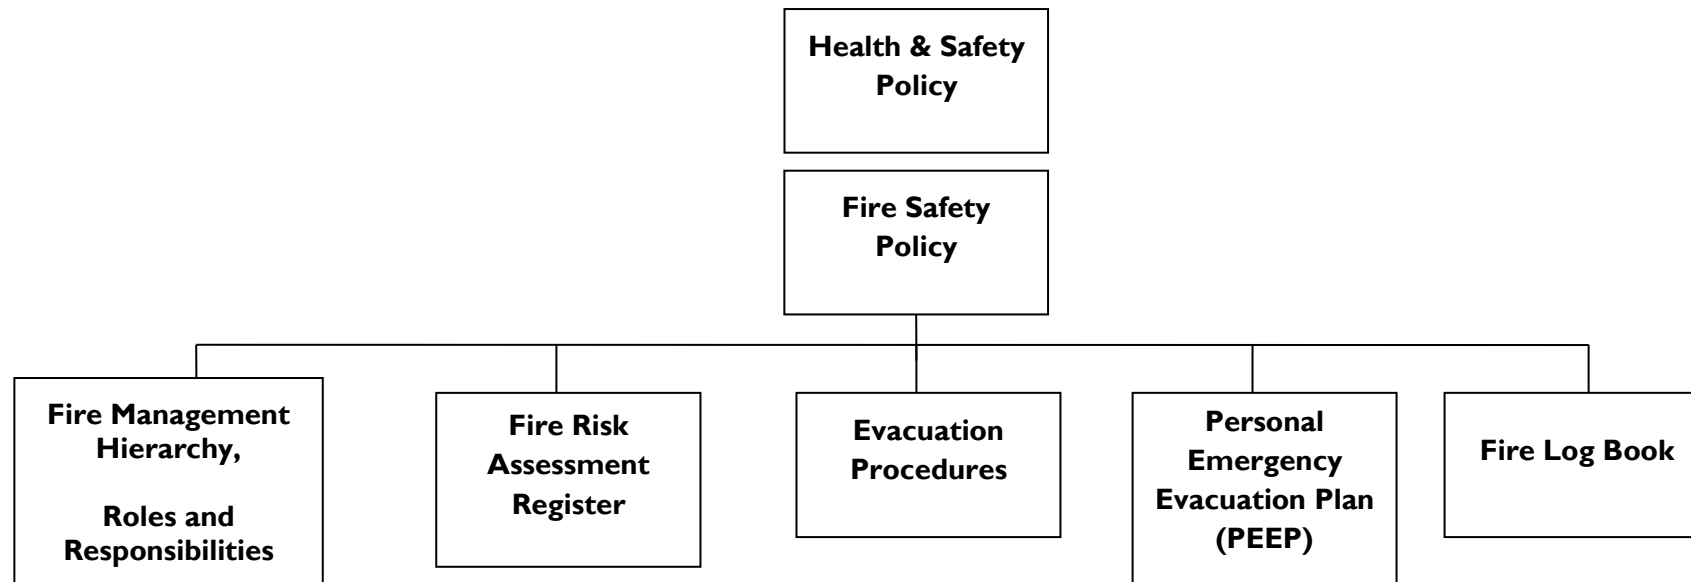 Health & Safety
Policy
Fire Safety
Policy
Fire Management
Hierarchy,
Roles and
Responsibilities
Fire Risk
Assessment
Register
Evacuation
Procedures
Personal
Emergency
Evacuation Plan
(PEEP)
Fire Log Book